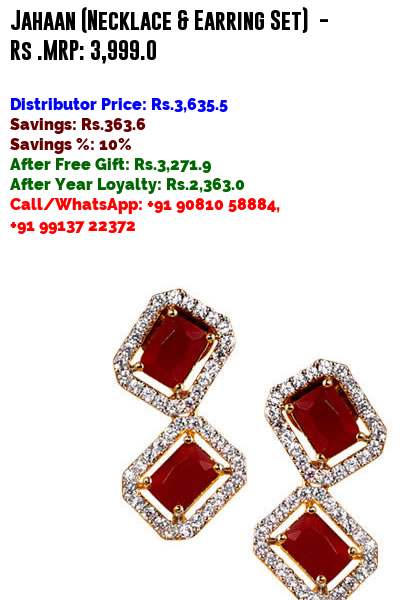 Jahaan (Necklace & Earring Set) -
Rs .MRP: 3,999.0
Distributor Price: Rs.3,635.5
Savings: Rs.363.6
Savings %: 10%
After Free Gift: Rs.3,271.9
After Year Loyalty: Rs.2,363.0
Call/WhatsApp: +91 90810 58884,
+91 99137 22372